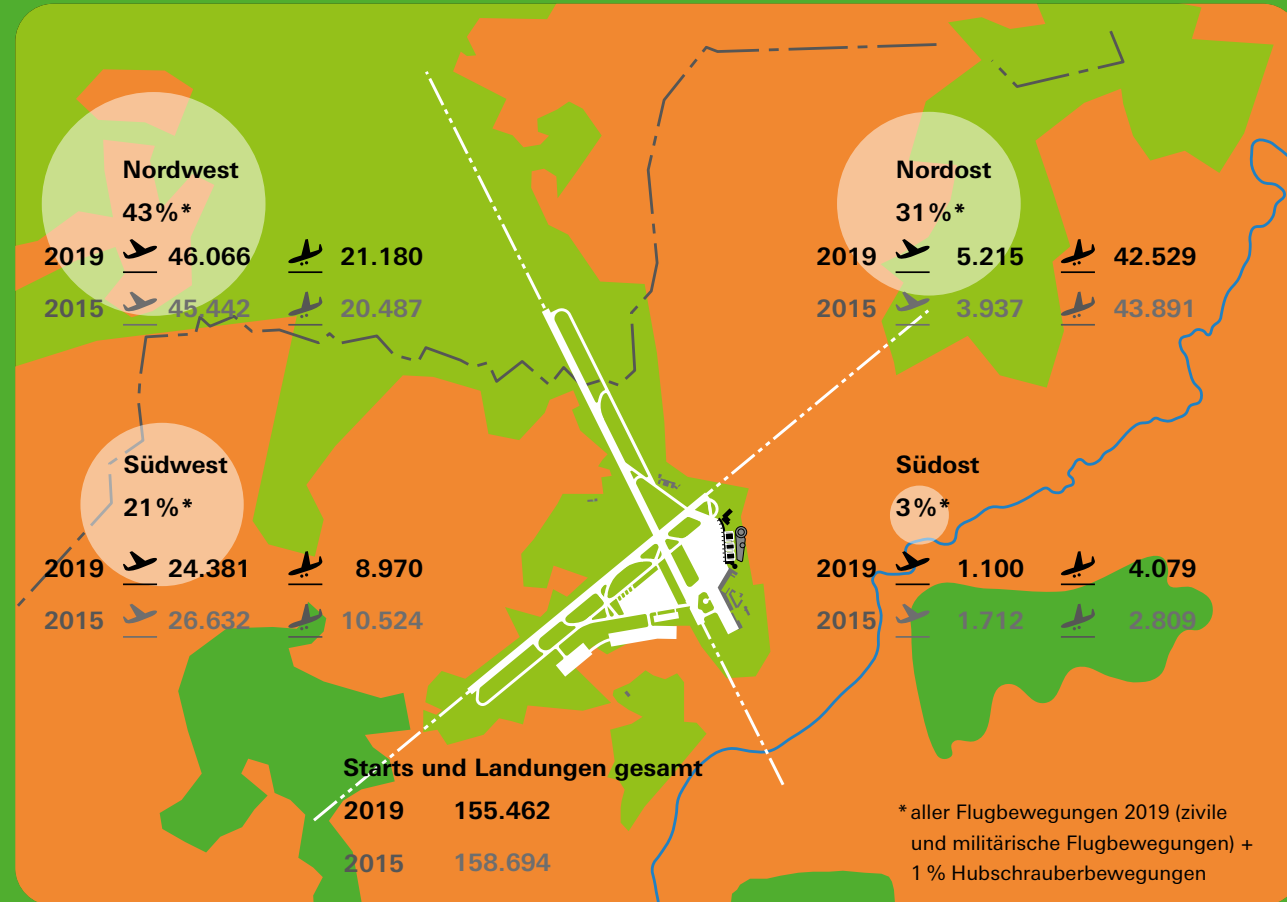 Nordwest
43%*
2019 46.066 21.180
2015 45.442 20.487
Nordost
31%*
2019 5.215 42.529
2015 3.937 43.891
Südwest
21%*
2019 24.381 8.970
2015 26.632 10.524
Südost
3%*
2019 1.100 4.079
2015 1.712 2.809
Starts und Landungen gesamt
2019 155.462
2015 158.694
* aller Flugbewegungen 2019 (zivile
und militärische Flugbewegungen) +
1 % Hubschrauberbewegungen